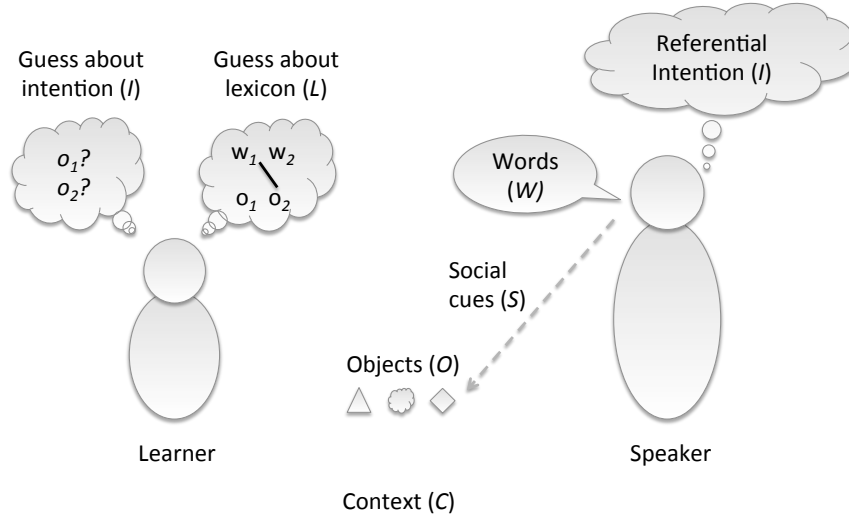 Guess about
intention (I)
Guess about
lexicon (L)
Referential
Intention (I)
o₁?
o₂?
w₁ w₂
o₁ o₂
Words
(W)
Social
cues (S)
Objects (O)
Learner
Speaker
Context (C)